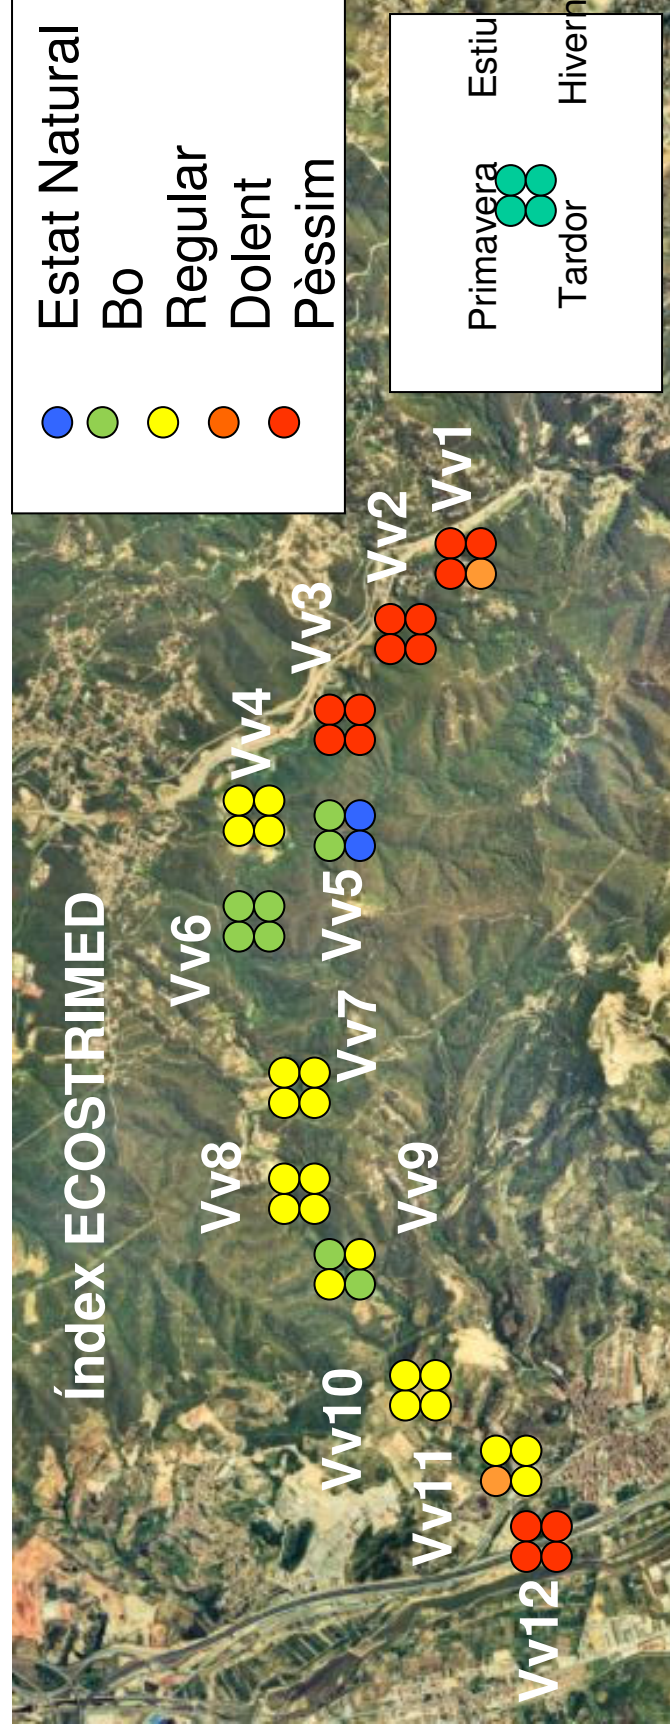 Índex ECOSTRIMED
Estat Natural
Bo
Regular
Dolent
Pèssim
Primavera Estiu
Tardor Hivern
Vv8
Vv6
Vv4
Vv10
Vv9
Vv7
Vv5
Vv3
Vv2
Vv1
Vv11
Vv12